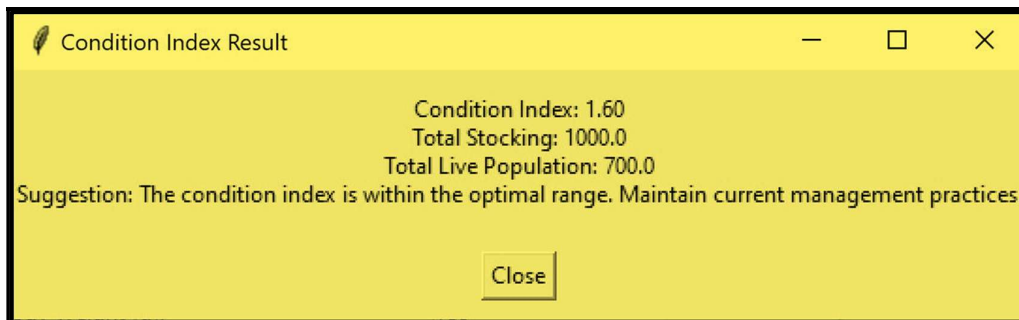 Condition Index Result
Condition Index: 1.60
Total Stocking: 1000.0
Total Live Population: 700.0
Suggestion: The condition index is within the optimal range. Maintain current management practices
Close